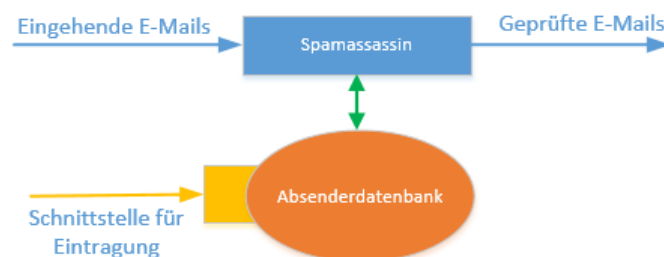 Eingehende E-Mails
Spamassassin
Geprüfte E-Mails
Absenderdatenbank
Schnittstelle für
Eintragung